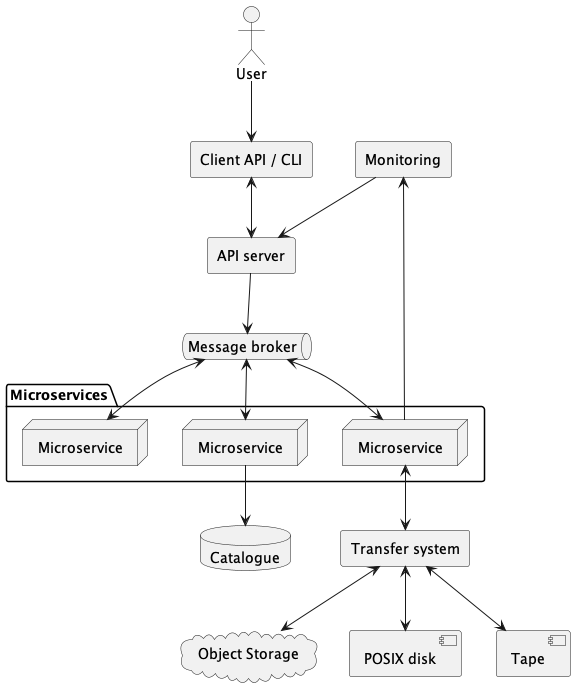 User
Client API / CLI
Monitoring
API server
Message broker
Microservices
Microservice
Microservice
Microservice
Transfer system
Catalogue
Object Storage
POSIX disk
Tape